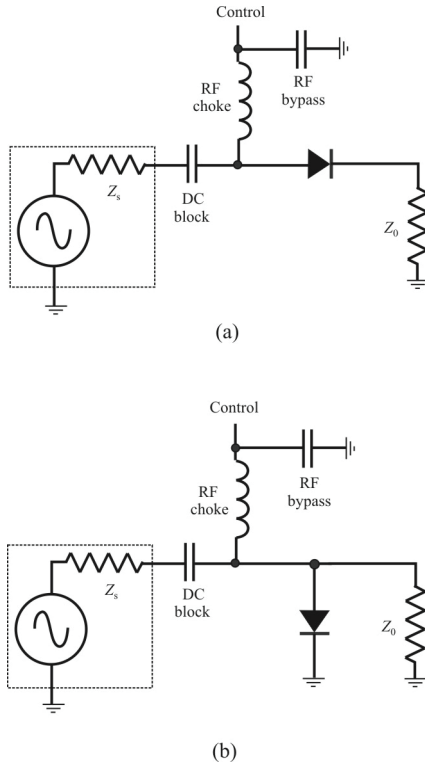 Control
RF
choke
RF
bypass
Zs
DC
block
Z0
(a)
Control
RF
choke
RF
bypass
Zs
DC
block
Z0
(b)